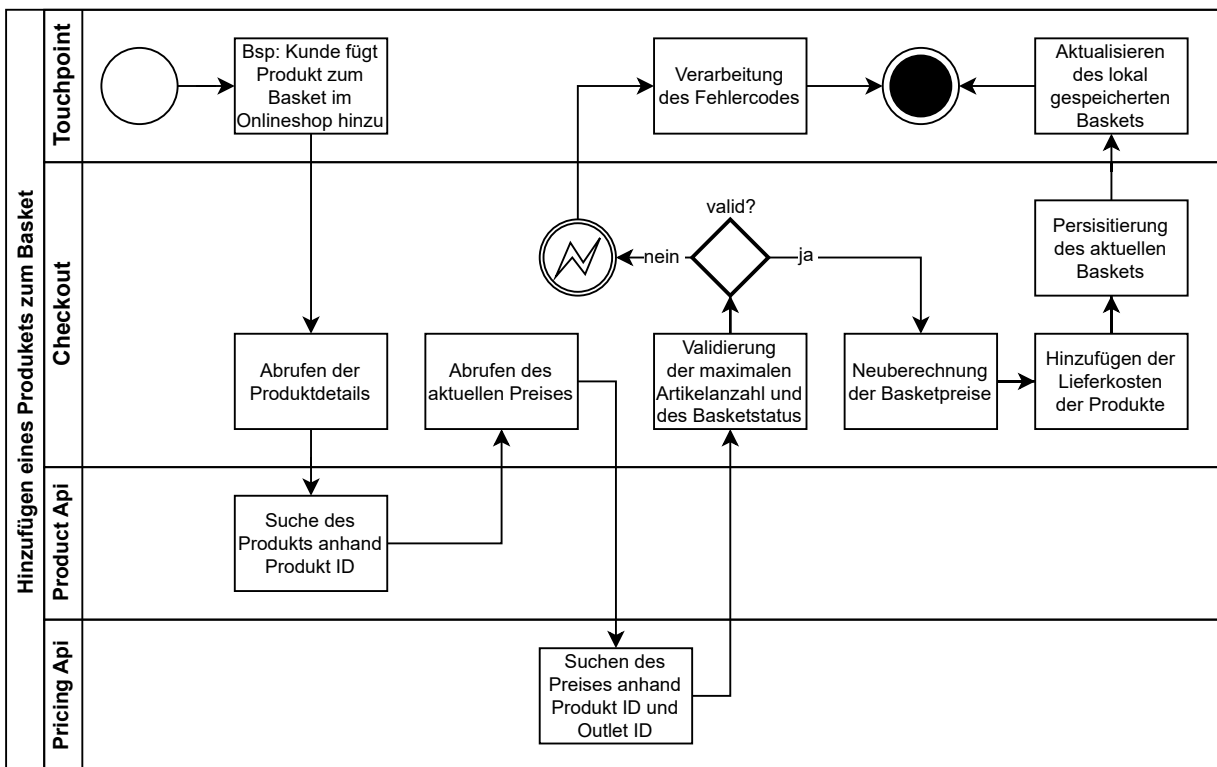 Hinzufügen eines Produkets zum Basket
Touchpoint
Bsp: Kunde fügt
Produkt zum
Basket im
Onlineshop hinzu
Verarbeitung
des Fehlercodes
Aktualisieren
des lokal
gespeicherten
Baskets
Checkout
valid?
nein
ja
Persisitierung
des aktuellen
Baskets
Abrufen der
Produktdetails
Abrufen des
aktuellen Preises
Validierung
der maximalen
Artikelanzahl und
des Basketstatus
Neuberechnung
der Basketpreise
Hinzufügen der
Lieferkosten
der Produkte
Product Api
Suche des
Produkts anhand
Produkt ID
Pricing Api
Suchen des
Preises anhand
Produkt ID und
Outlet ID